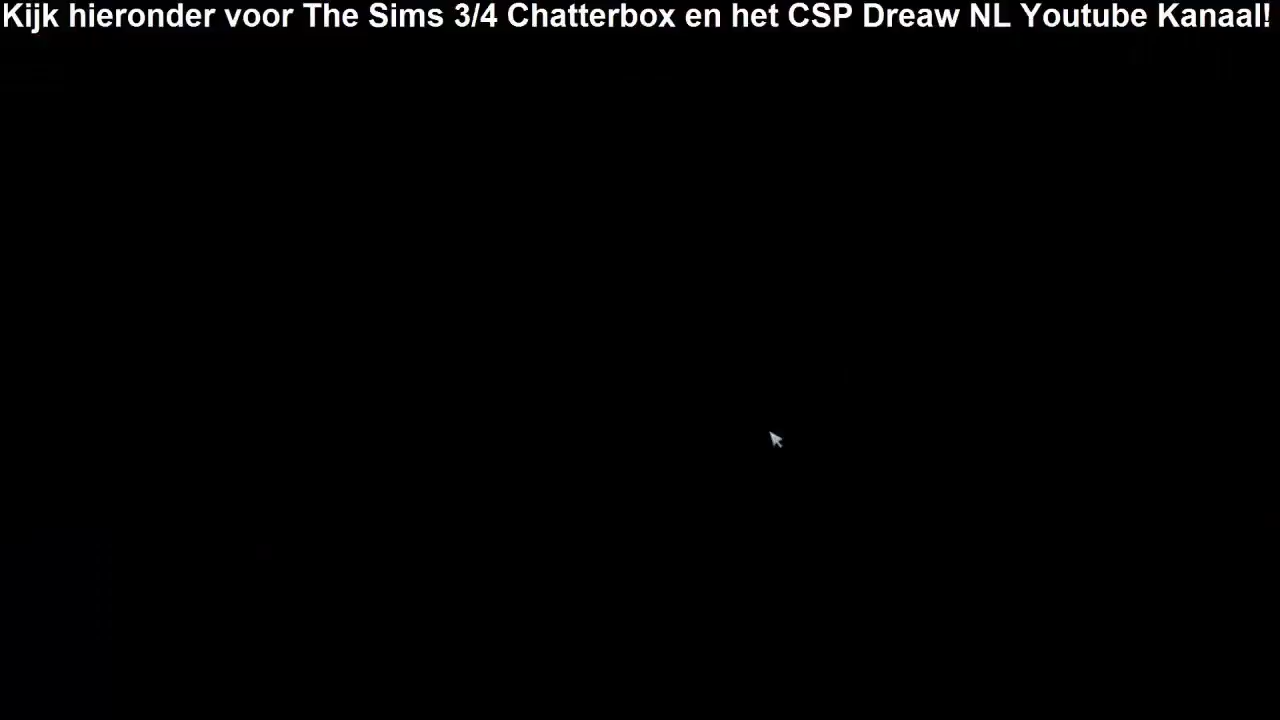 Kijk hieronder voor The Sims 3/4 Chatterbox en het CSP Dreaw NL Youtube Kanaal!